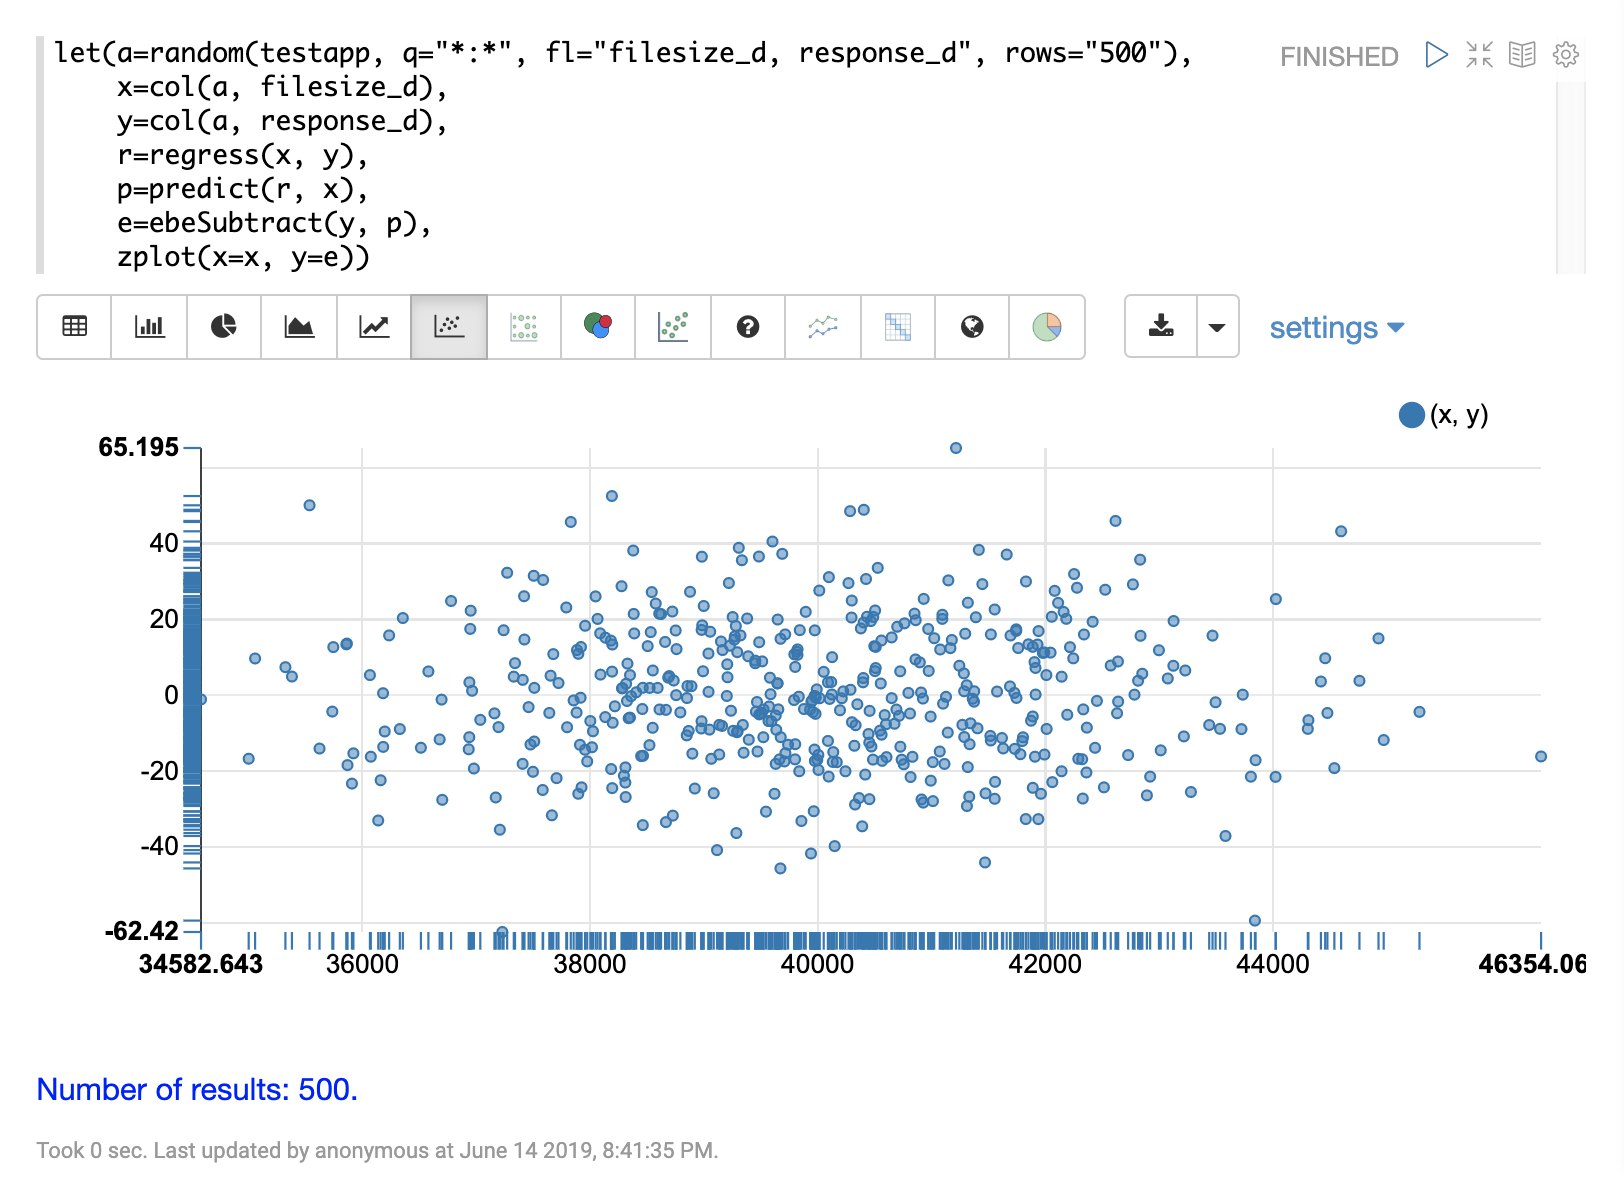 let(a=random(testapp, q="*:*", fl="filesize_d, response_d", rows="500"),
x=col(a, filesize_d),
y=col(a, response_d),
r=regress(x, y),
p=predict(r, x),
e=ebeSubtract(y, p),
zplot(x=x, y=e))
FINISHED
settings
(x, y)
65.195
40
20
0
-20
-40
-62.42
34582.643 36000 38000 40000 42000 44000 46354.06
Number of results: 500.
Took 0 sec. Last updated by anonymous at June 14 2019, 8:41:35 PM.